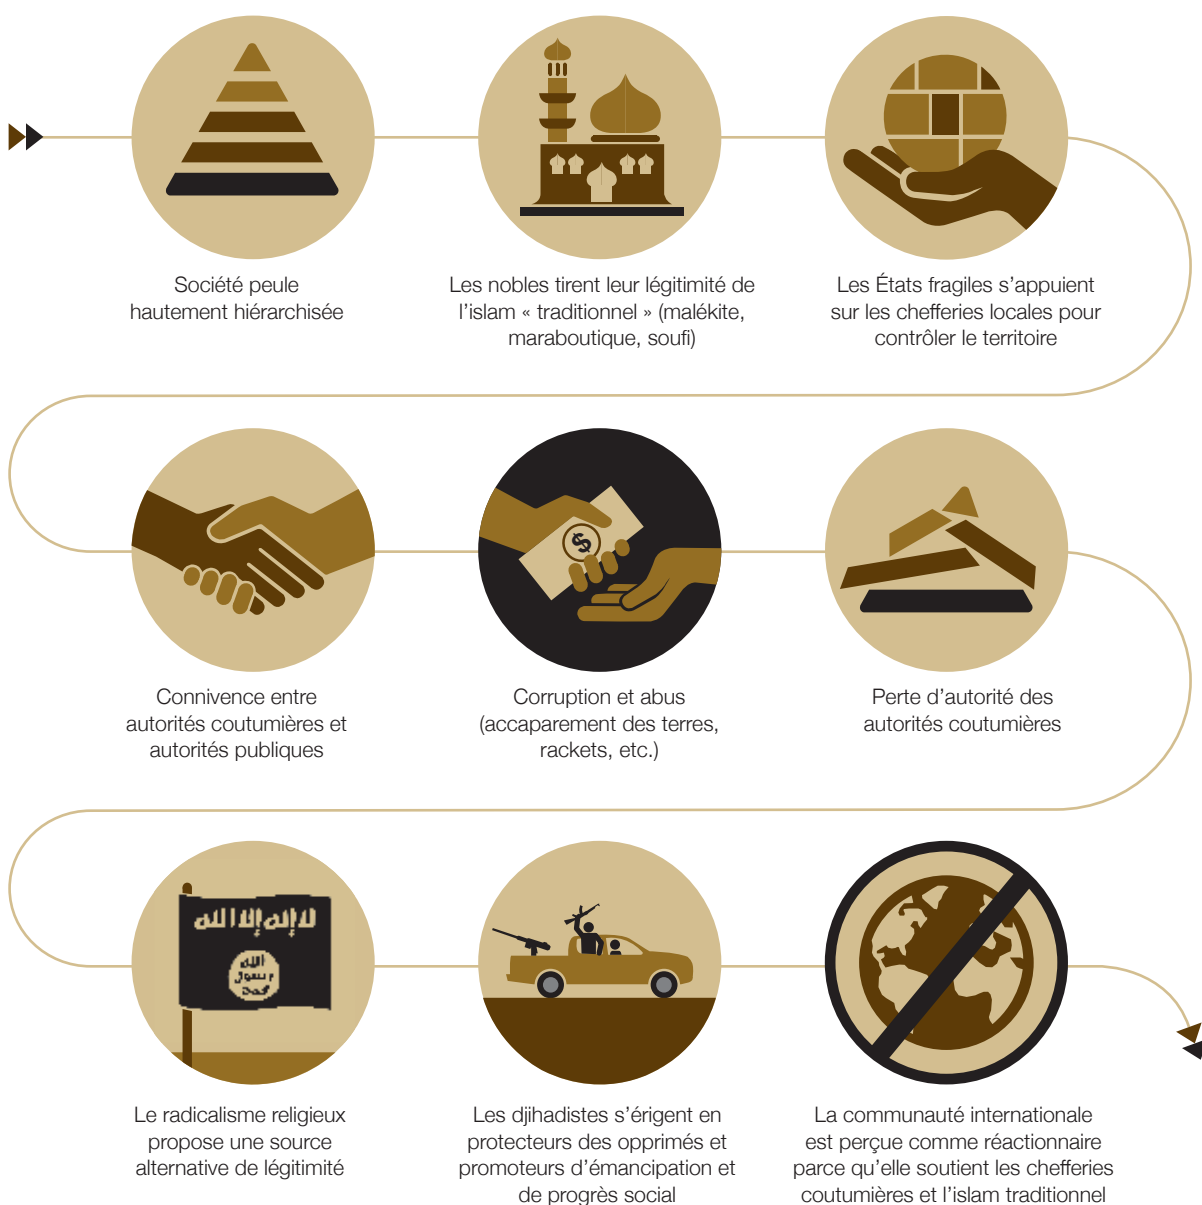 Société peule
hautement hiérarchisée
Les nobles tirent leur légitimité de
l’islam « traditionnel » (malékite,
maraboutique, soufi)
Les États fragiles s’appuient
sur les chefferies locales pour
contrôler le territoire
$
Connivence entre
autorités coutumières et
autorités publiques
Corruption et abus
(accaparement des terres,
rackets, etc.)
Perte d’autorité des
autorités coutumières
لا إله إلا الله
الله
رسول
محمد
Le radicalisme religieux
propose une source
alternative de légitimité
Les djihadistes s’érigent en
protecteurs des opprimés et
promoteurs d’émancipation et
de progrès social
La communauté internationale
est perçue comme réactionnaire
parce qu’elle soutient les chefferies
coutumières et l’islam traditionnel